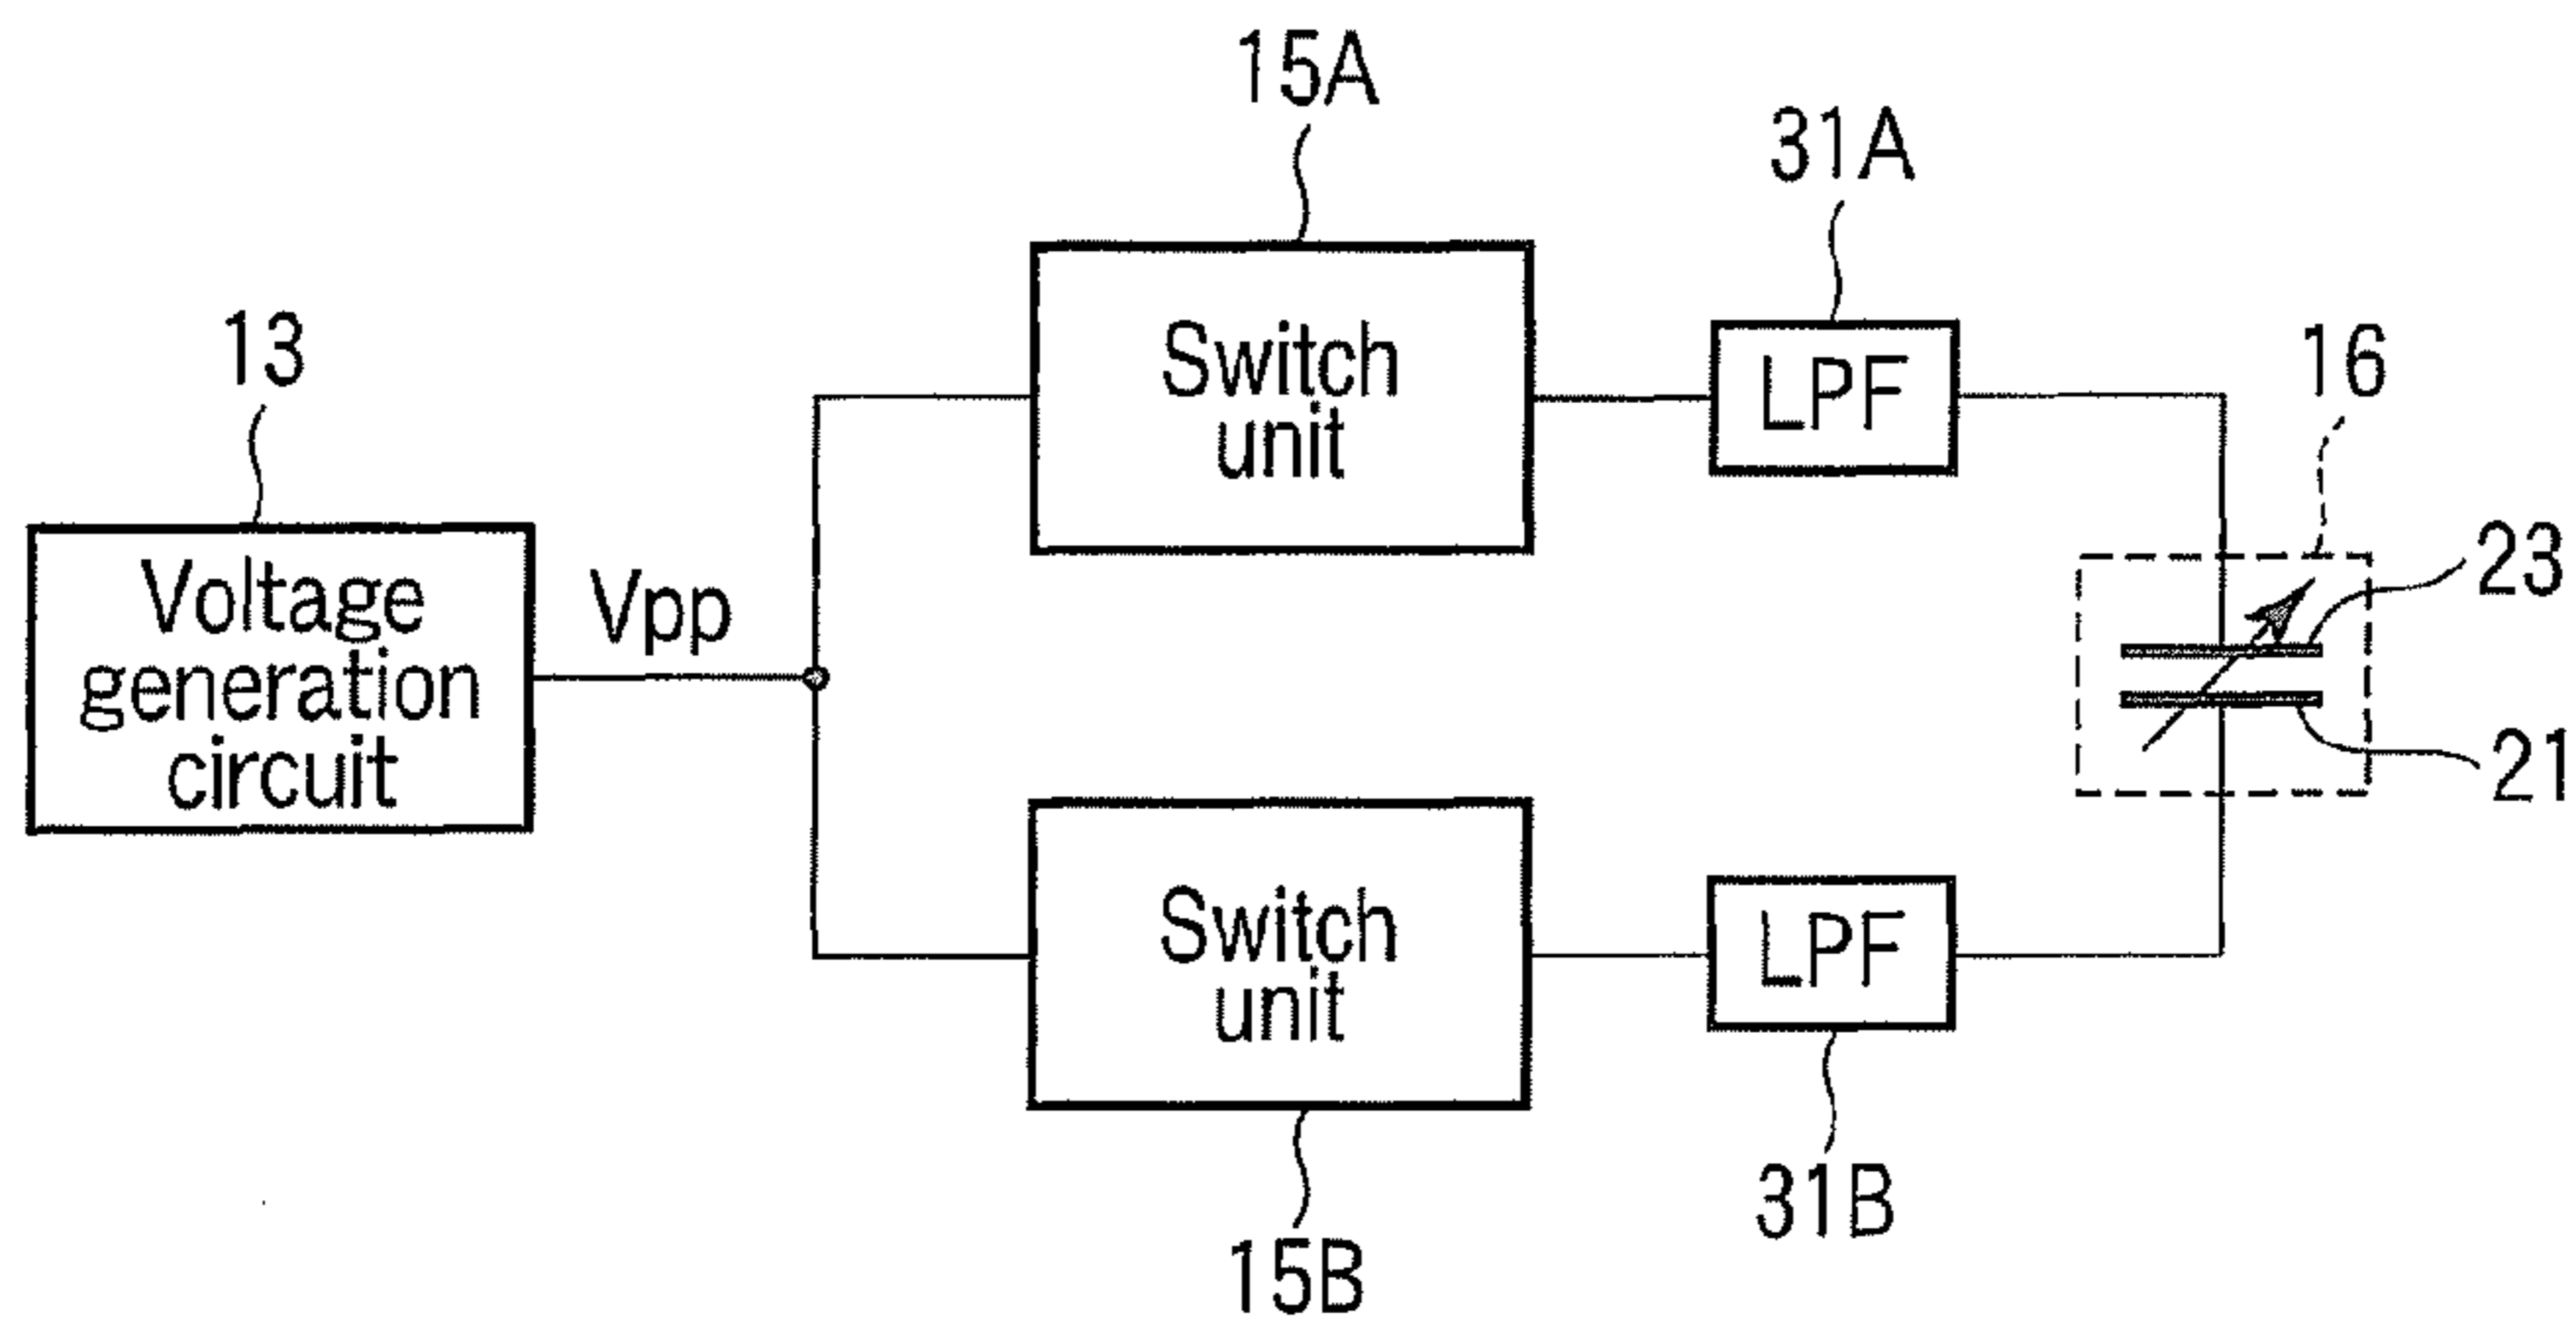 15A
31A
13
16
Switch
unit
LPF
Voltage
generation
circuit
Vpp
23
21
Switch
unit
LPF
31B
15B